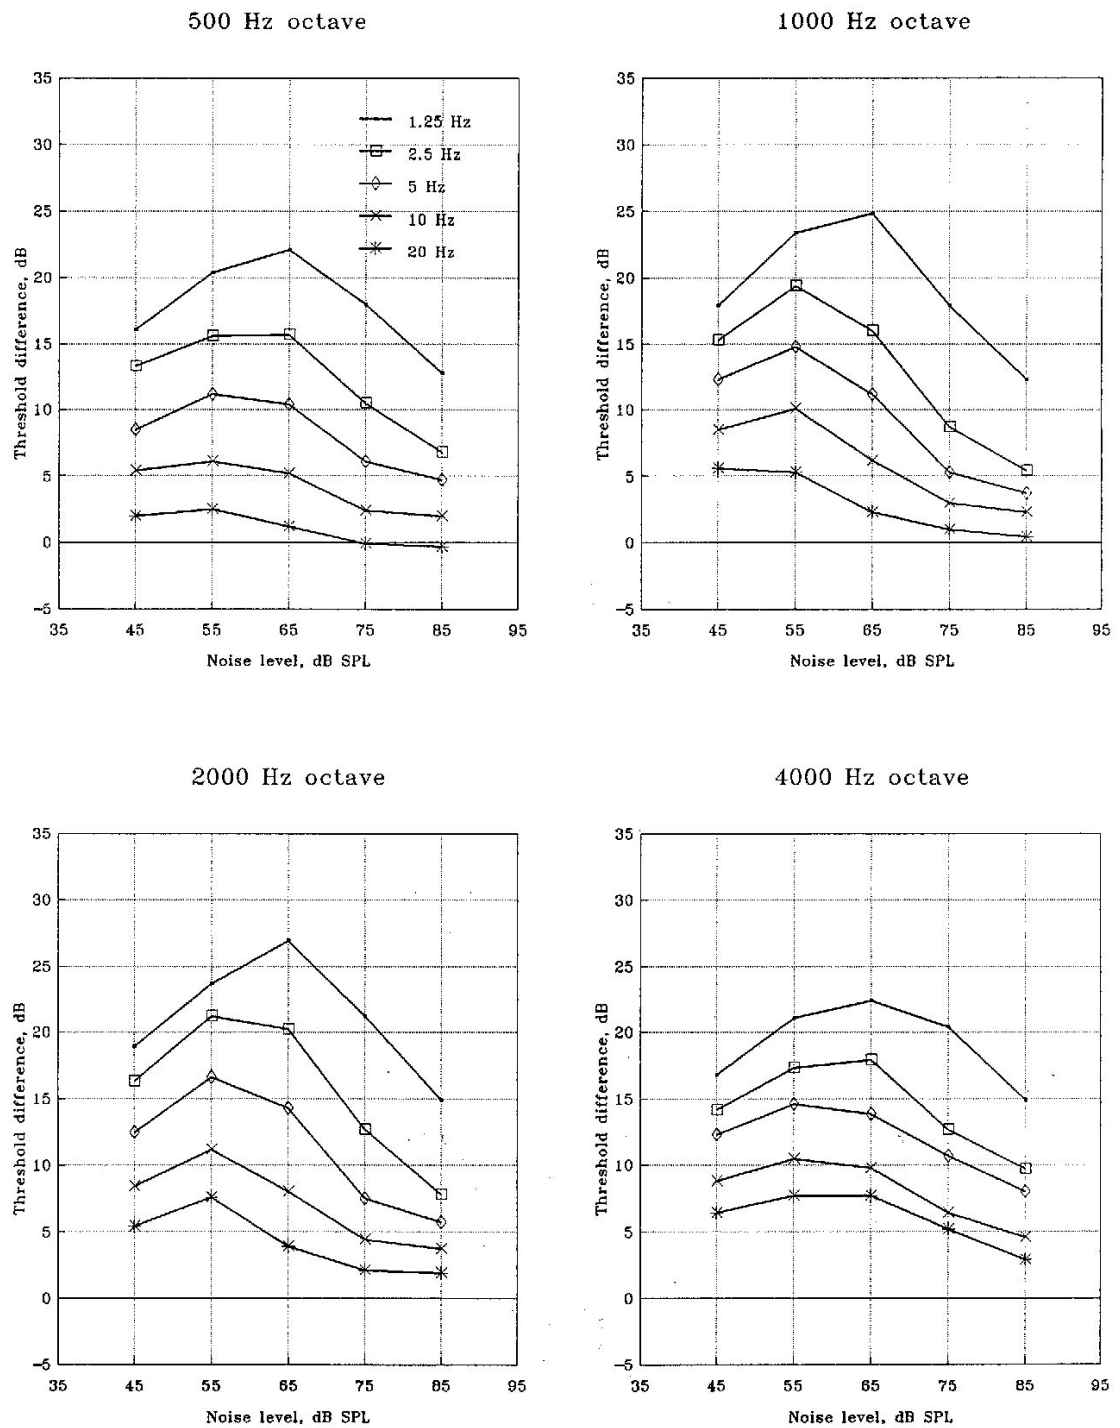 500 Hz octave
1000 Hz octave
35
30
25
20
15
10
5
0
-5
Threshold difference, dB
1.25 Hz
2.5 Hz
5 Hz
10 Hz
20 Hz
35 45 55 65 75 85 95
Noise level, dB SPL
35
30
25
20
15
10
5
0
-5
Threshold difference, dB
35 45 55 65 75 85 95
Noise level, dB SPL
2000 Hz octave
4000 Hz octave
35
30
25
20
15
10
5
0
-5
Threshold difference, dB
35 45 55 65 75 85 95
Noise level, dB SPL
35
30
25
20
15
10
5
0
-5
Threshold difference, dB
35 45 55 65 75 85 95
Noise level, dB SPL